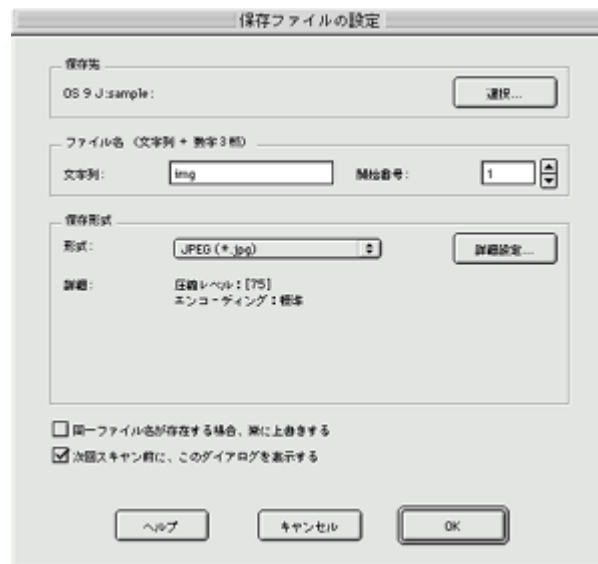 保存ファイルの設定
保存先
OS 9 J:sample:
選択...
ファイル名 (文字列 + 数字3桁)
文字列:
img
開始番号:
1
保存形式
形式:
JPEG (*.jpg)
詳細設定...
詳細:
圧縮レベル:[75]
エンコーディング:標準
同一ファイル名が存在する場合、常に上書きする
次回スキャン前に、このダイアログを表示する
ヘルプ
キャンセル
OK